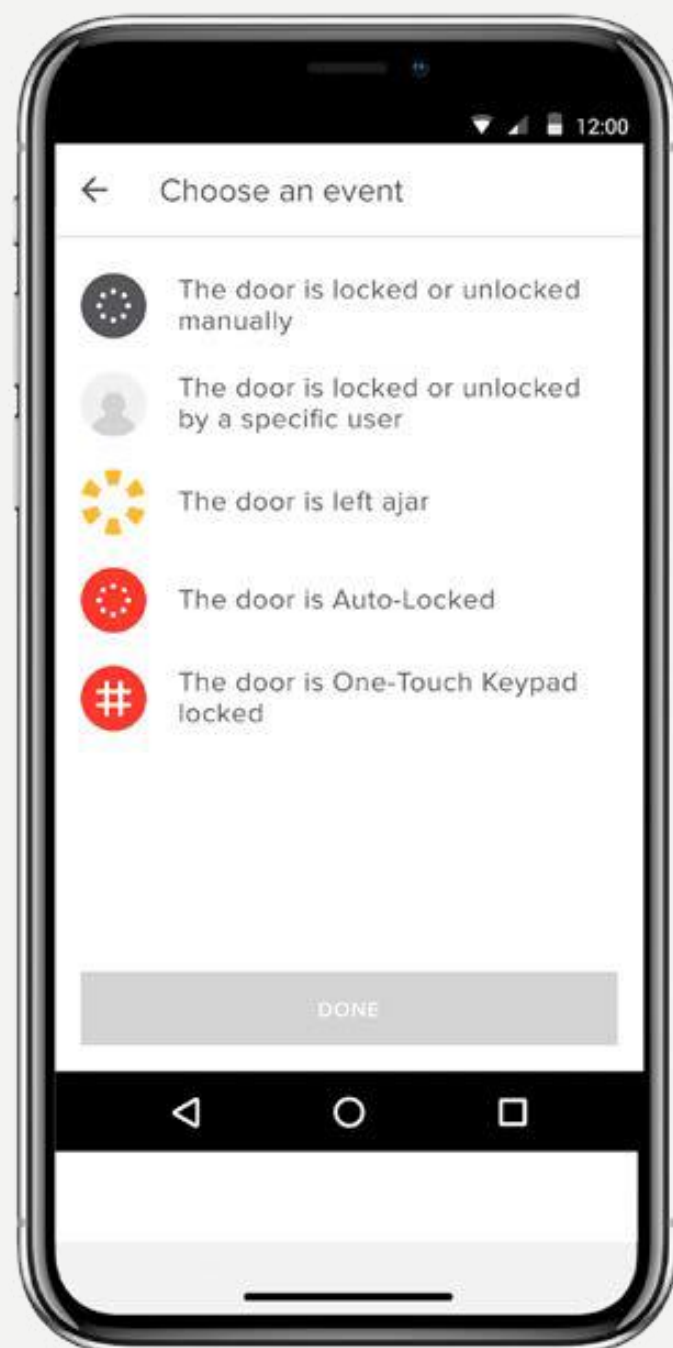 12:00
Choose an event
The door is locked or unlocked
manually
The door is locked or unlocked
by a specific user
The door is left ajar
The door is Auto-Locked
The door is One-Touch Keypad
locked
DONE